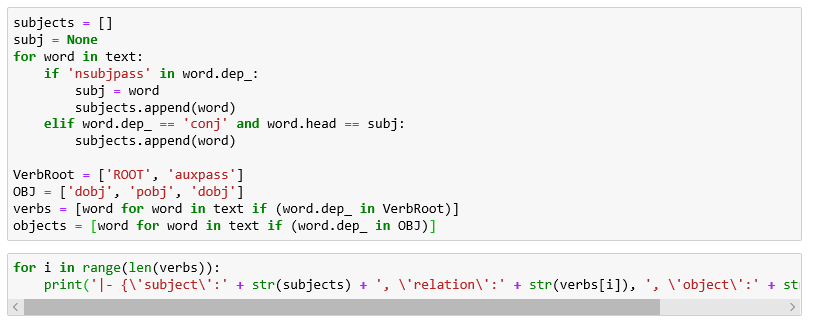 subjects = []
subj = None
for word in text:
    if 'nsubjpass' in word.dep_:
        subj = word
        subjects.append(word)
    elif word.dep_ == 'conj' and word.head == subj:
        subjects.append(word)

VerbRoot = ['ROOT', 'auxpass']
OBJ = ['dobj', 'pobj', 'dobj']
verbs = [word for word in text if (word.dep_ in VerbRoot)]
objects = [word for word in text if (word.dep_ in OBJ)]

for i in range(len(verbs)):
    print('|- {\'subject\':' + str(subjects) + ', \'relation\':' + str(verbs[i]), ', \'object\':' + st